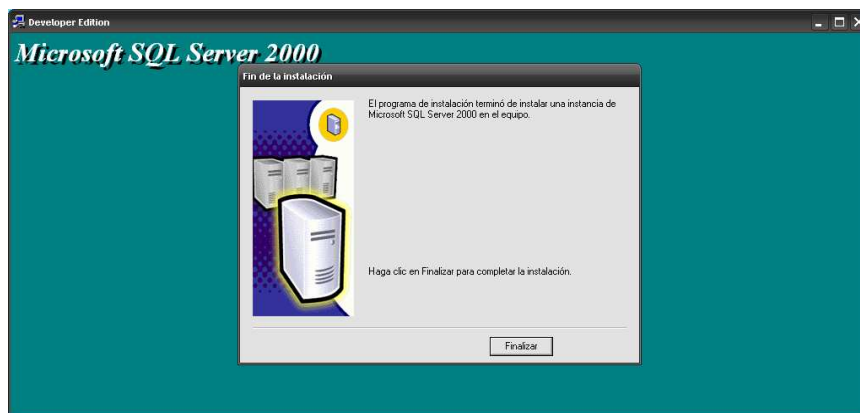 Developer Edition
Microsoft SQL Server 2000
Fin de la instalación
El programa de instalación terminó de instalar una instancia de
Microsoft SQL Server 2000 en el equipo.
Haga clic en Finalizar para completar la instalación.
Finalizar